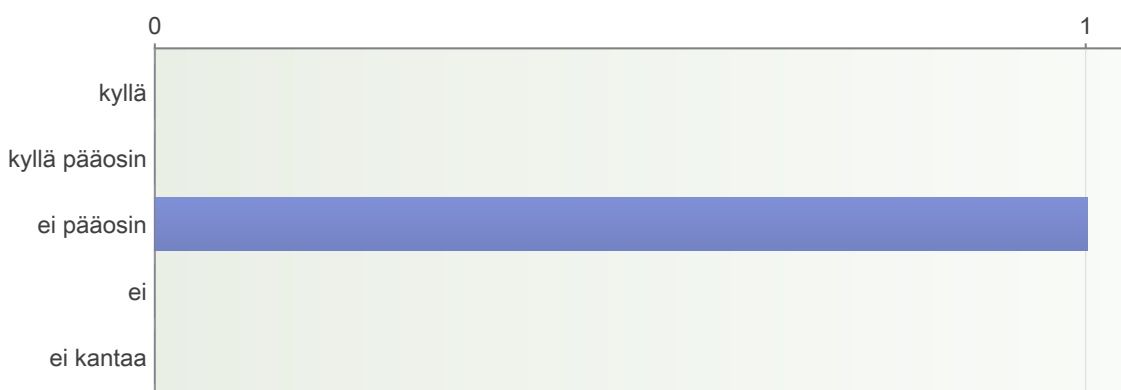 0 1
kyllä
kyllä pääosin
ei pääosin
ei
ei kantaa